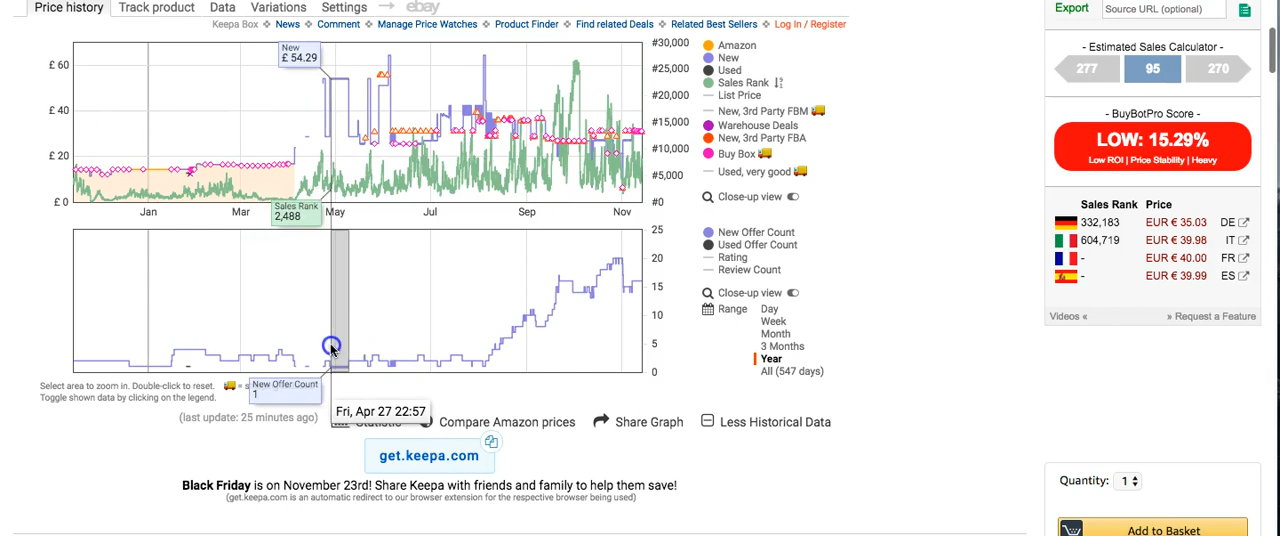 Price history
Track product
Data
Variations
Settings
ebay
Keepa Box
News
Comment
Manage Price Watches
Product Finder
Find related Deals
Related Best Sellers
Log In / Register
New
£ 54.29
£ 60
£ 40
£ 20
£ 0
#30,000
#25,000
#20,000
#15,000
#10,000
#5,000
#0
Sales Rank
2,488
Jan
Mar
May
Jul
Sep
Nov
Amazon
New
Used
Sales Rank
List Price
New, 3rd Party FBM
Warehouse Deals
New, 3rd Party FBA
Buy Box
Used, very good
Close-up view
25
20
15
10
5
0
New Offer Count
Used Offer Count
Rating
Review Count
Close-up view
Range
Day
Week
Month
3 Months
Year
All (547 days)
New Offer Count
1
Fri, Apr 27 22:57
Select area to zoom in. Double-click to reset. = s
Toggle shown data by clicking on the legend.
(last update: 25 minutes ago)
Compare Amazon prices
Share Graph
Less Historical Data
get.keepa.com
Black Friday is on November 23rd! Share Keepa with friends and family to help them save!
(get.keepa.com is an automatic redirect to our browser extension for the respective browser being used)
Export
Source URL (optional)
- Estimated Sales Calculator -
277
95
270
- BuyBotPro Score -
LOW: 15.29%
Low ROI | Price Stability | Heavy
Sales Rank Price
332,183 EUR € 35.03 DE
604,719 EUR € 39.98 IT
- EUR € 40.00 FR
- EUR € 39.99 ES
Videos «
» Request a Feature
Quantity: 1
Add to Basket